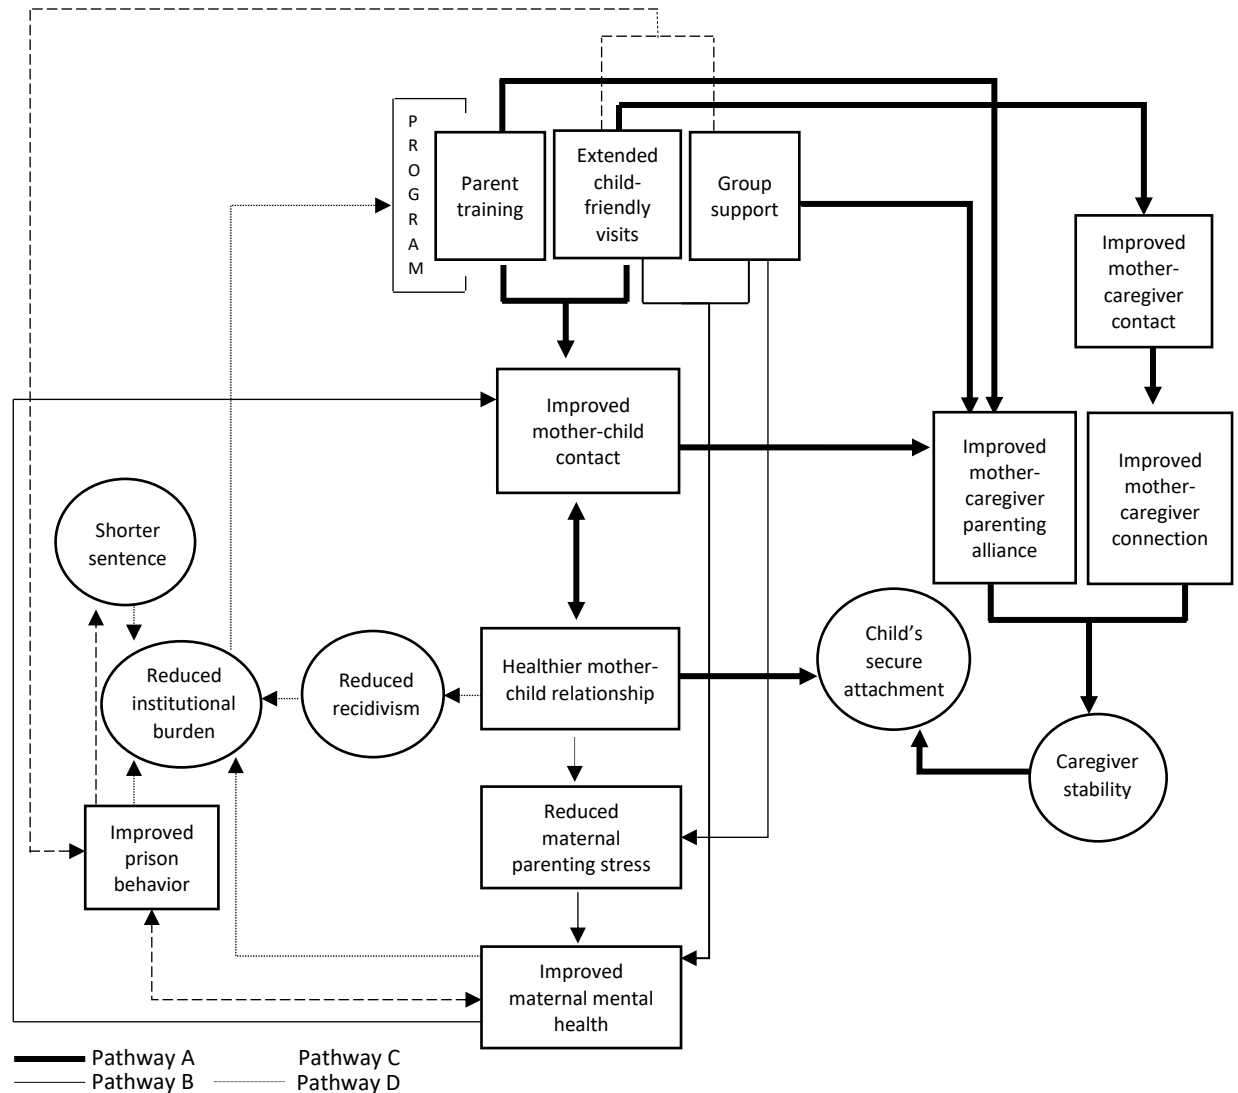 P
R
O
G
R
A
M
Parent
training
Extended
child-
friendly
visits
Group
support
Improved
mother-
caregiver
contact
Improved
mother-child
contact
Improved
mother-
caregiver
parenting
alliance
Improved
mother-
caregiver
connection
Shorter
sentence
Reduced
institutional
burden
Reduced
recidivism
Healthier mother-
child relationship
Child's
secure
attachment
Caregiver
stability
Reduced
maternal
parenting stress
Improved
prison
behavior
Improved
maternal mental
health
Pathway A
Pathway C
Pathway B
Pathway D